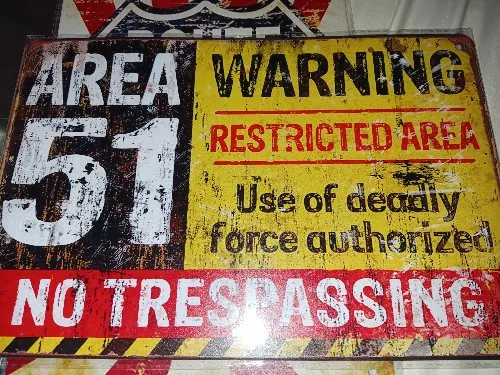 AREA
51
WARNING
RESTRICTED AREA
Use of deadly
force authorized
NO TRESPASSING